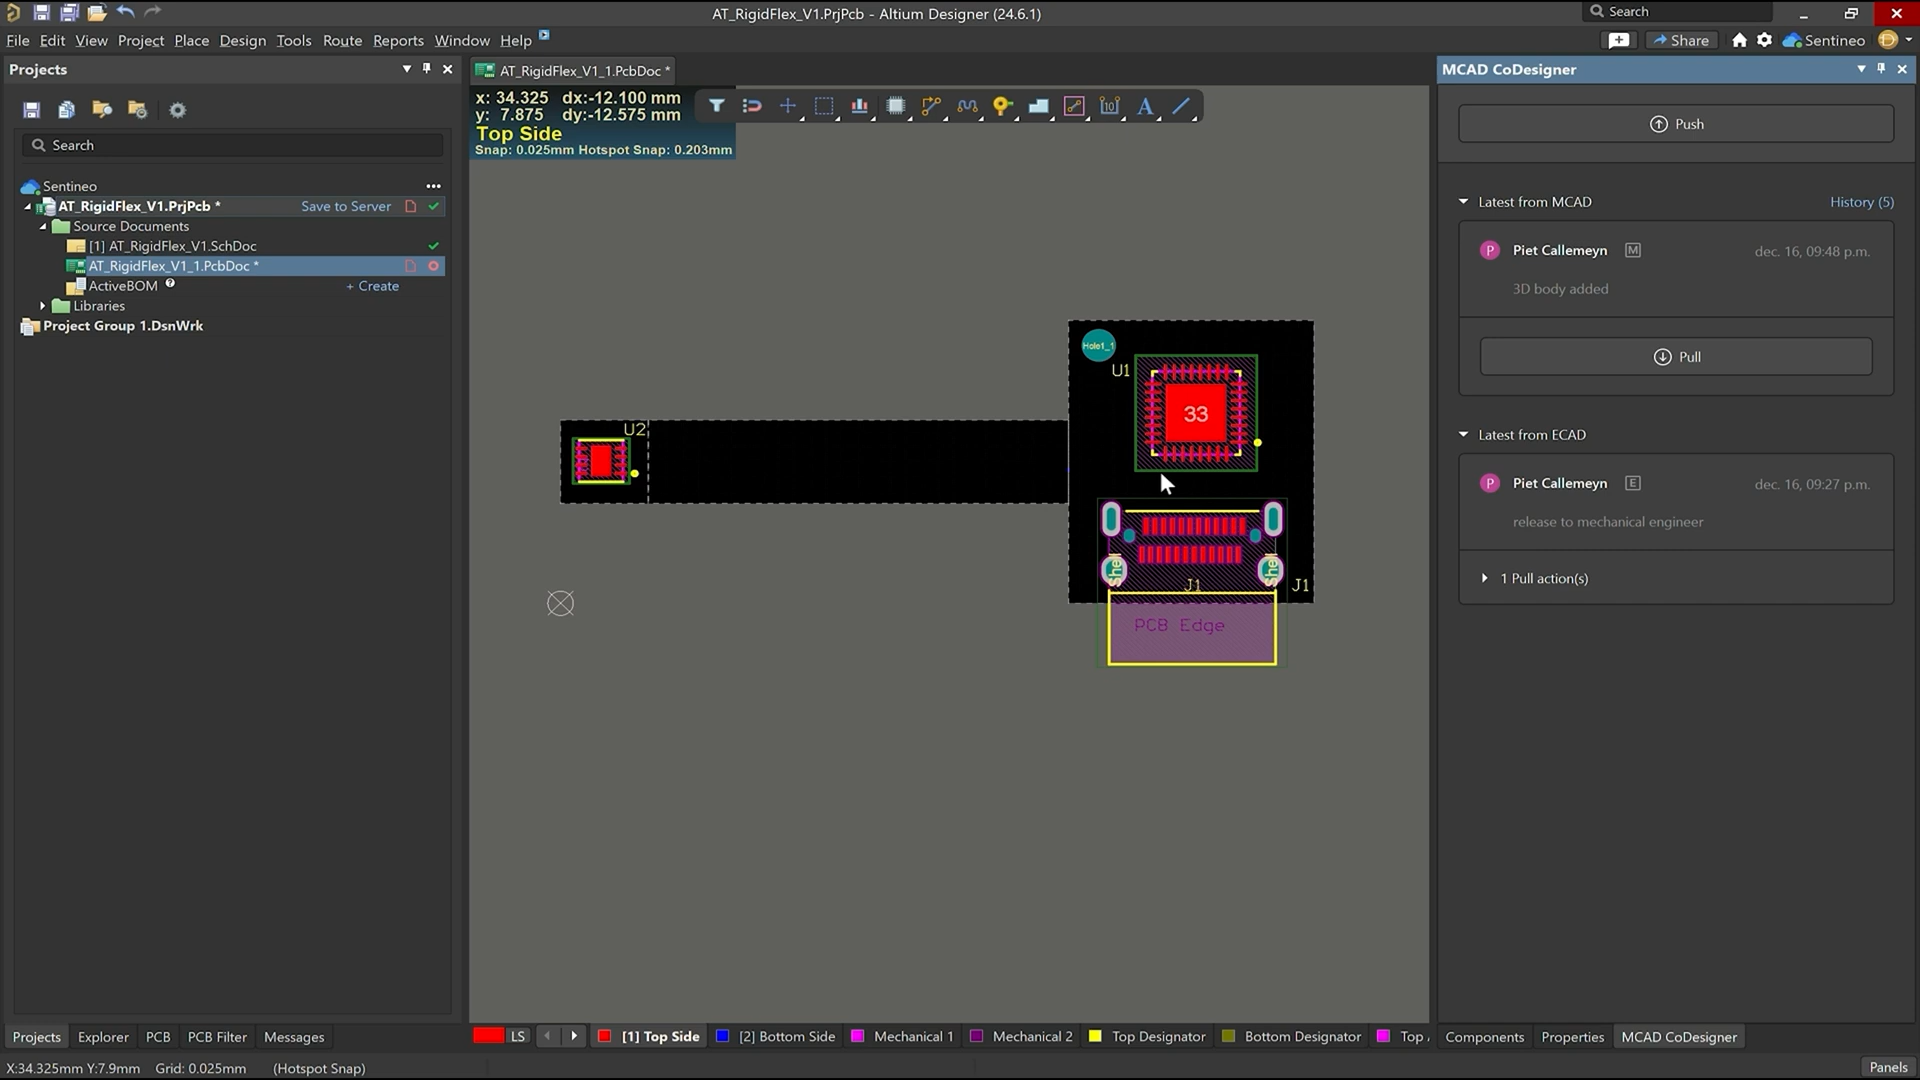 AT_RigidFlex_V1.PrjPcb - Altium Designer (24.6.1)
Search
File Edit View Project Place Design Tools Route Reports Window Help
Share
Sentineo
Projects
AT_RigidFlex_V1_1.PcbDoc *
MCAD CoDesigner
x: 34.325 dx:-12.100 mm
y: 7.875 dy:-12.575 mm
Top Side
Snap: 0.025mm Hotspot Snap: 0.203mm
Push
Search
Sentineo
AT_RigidFlex_V1.PrjPcb * Save to Server
Source Documents
[1] AT_RigidFlex_V1.SchDoc
AT_RigidFlex_V1_1.PcbDoc *
ActiveBOM + Create
Libraries
Project Group 1.DsnWrk
Latest from MCAD History (5)
P Piet Callemeyn M dec. 16, 09:48 p.m.
3D body added
Pull
Latest from ECAD
P Piet Callemeyn E dec. 16, 09:27 p.m.
release to mechanical engineer
1 Pull action(s)
Hole1_1
U1
33
U2
Shel
Shel
J1
J1
PCB Edge
Projects Explorer PCB PCB Filter Messages
LS [1] Top Side [2] Bottom Side Mechanical 1 Mechanical 2 Top Designator Bottom Designator Top
Components Properties MCAD CoDesigner
X:34.325mm Y:7.9mm Grid: 0.025mm (Hotspot Snap)
Panels